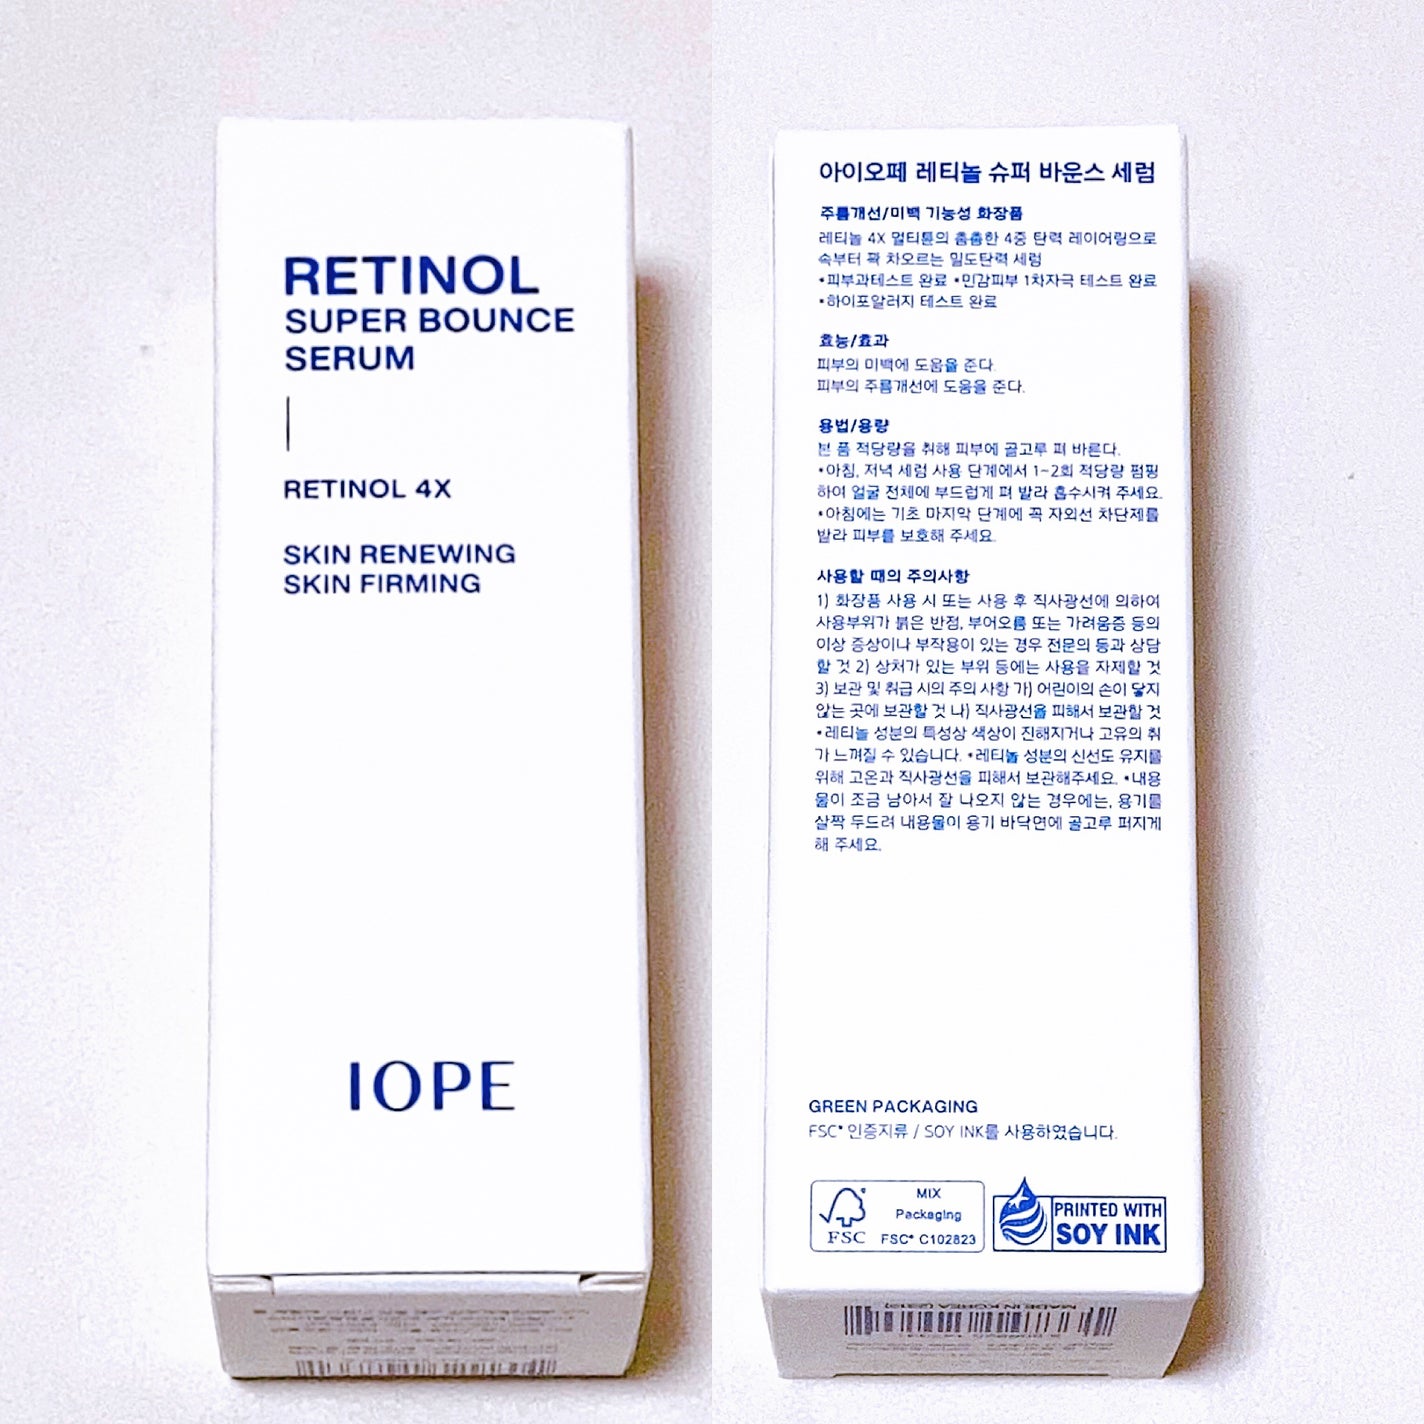 RETINOL
SUPER BOUNCE
SERUM
RETINOL 4X
SKIN RENEWING
SKIN FIRMING
IOPE
아이오페 레티놀 슈퍼 바운스 세럼
주름개선/미백 기능성 화장품
레티놀 4X 멀티튠의 촘촘한 4중 탄력 레이어링으로
속부터 꽉 차오르는 밀도탄력 세럼
*피부과테스트 완료 *민감피부 1차자극 테스트 완료
*하이포알러지 테스트 완료
효능/효과
피부의 미백에 도움을 준다.
피부의 주름개선에 도움을 준다.
용법/용량
본 품 적당량을 취해 피부에 골고루 펴 바른다.
*아침, 저녁 세럼 사용 단계에서 1~2회 적당량 펌핑
하여 얼굴 전체에 부드럽게 펴 발라 흡수시켜 주세요.
*아침에는 기초 마지막 단계에 꼭 자외선 차단제를
발라 피부를 보호해 주세요.
사용할 때의 주의사항
1) 화장품 사용 시 또는 사용 후 직사광선에 의하여
사용부위가 붉은 반점, 부어오름 또는 가려움증 등의
이상 증상이나 부작용이 있는 경우 전문의 등과 상담
할 것 2) 상처가 있는 부위 등에는 사용을 자제할 것
3) 보관 및 취급 시의 주의 사항 가) 어린이의 손이 닿지
않는 곳에 보관할 것 나) 직사광선을 피해서 보관할 것
*레티놀 성분의 특성상 색상이 진해지거나 고유의 취
가 느껴질 수 있습니다. *레티놀 성분의 신선도 유지를
위해 고온과 직사광선을 피해서 보관해주세요. *내용
물이 조금 남아서 잘 나오지 않는 경우에는, 용기를
살짝 두드려 내용물이 용기 바닥면에 골고루 퍼지게
해 주세요.
GREEN PACKAGING
FSC® 인증지류 / SOY INK를 사용하였습니다.
FSC
MIX
Packaging
FSC® C102823
PRINTED WITH
SOY INK
MADE IN KOREA